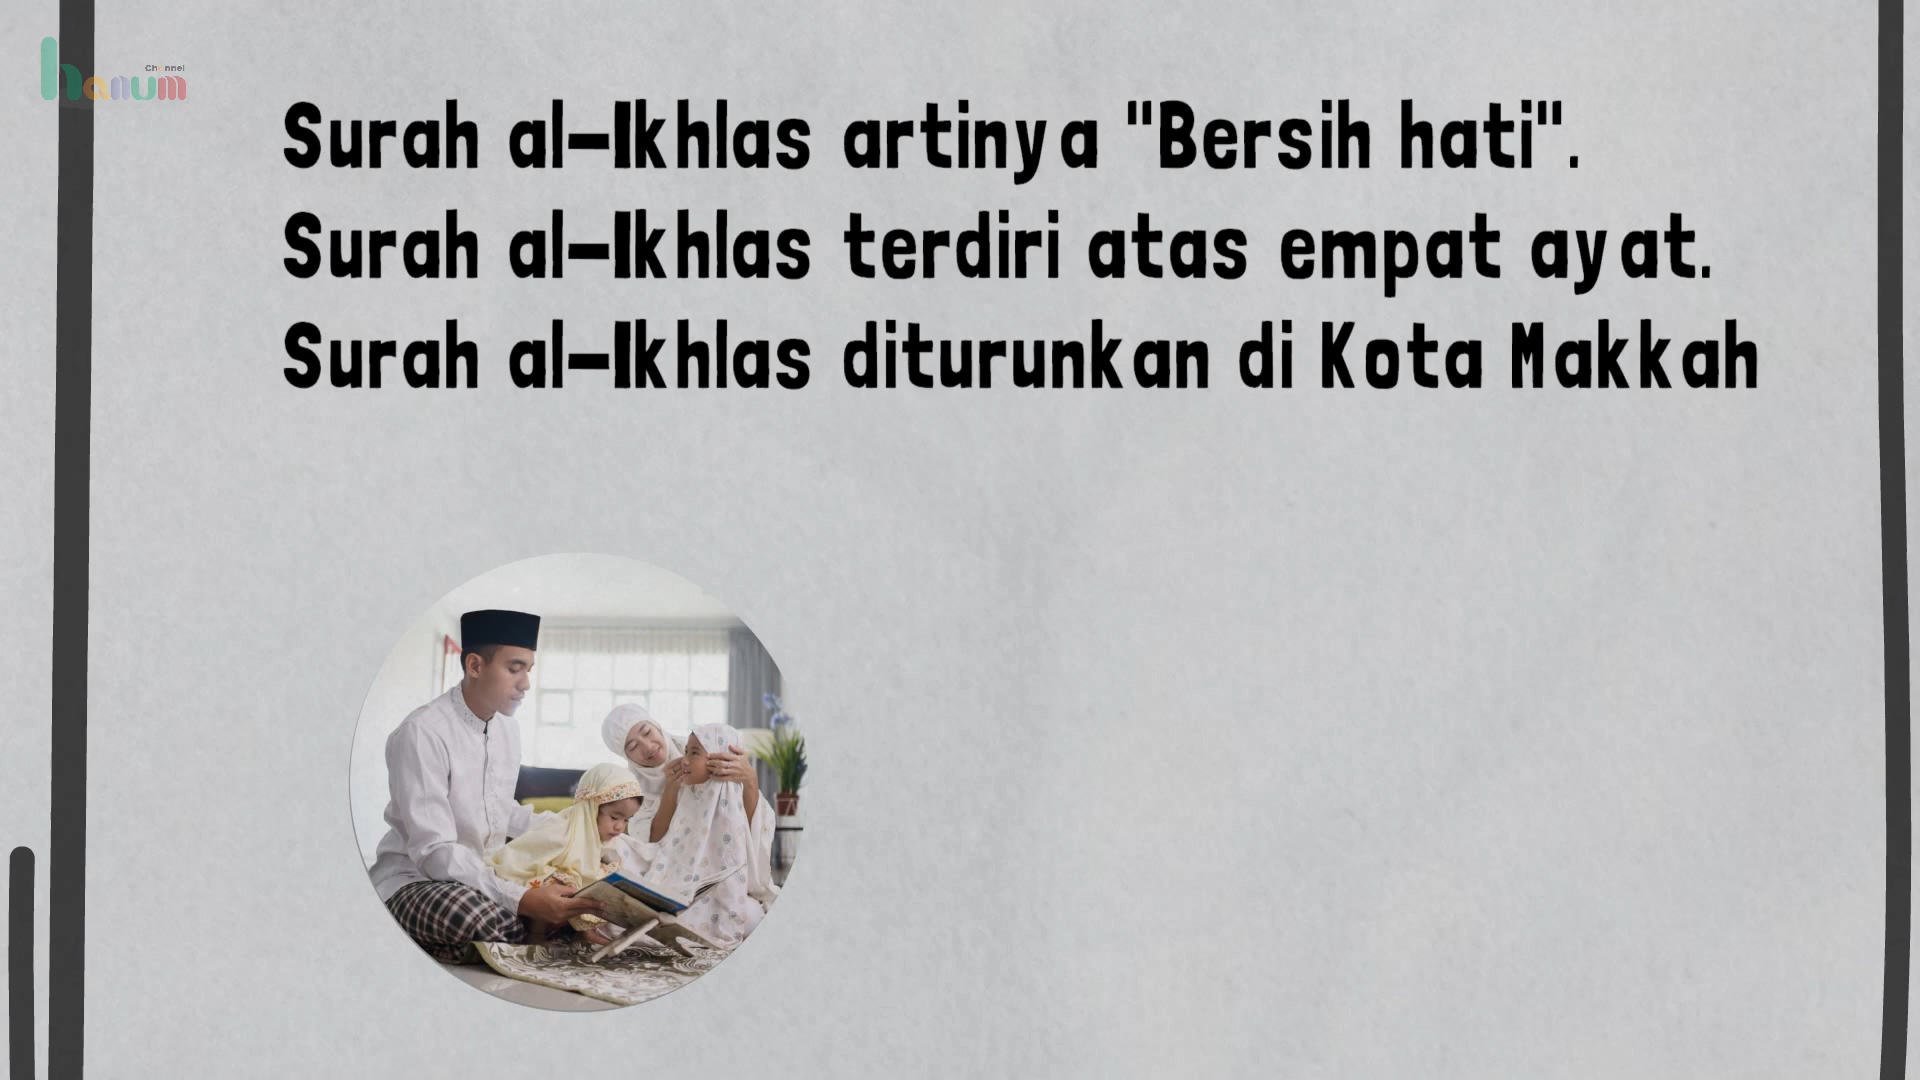 Channel
hanum
Surah al-Ikhlas artinya "Bersih hati".
Surah al-Ikhlas terdiri atas empat ayat.
Surah al-Ikhlas diturunkan di Kota Makkah